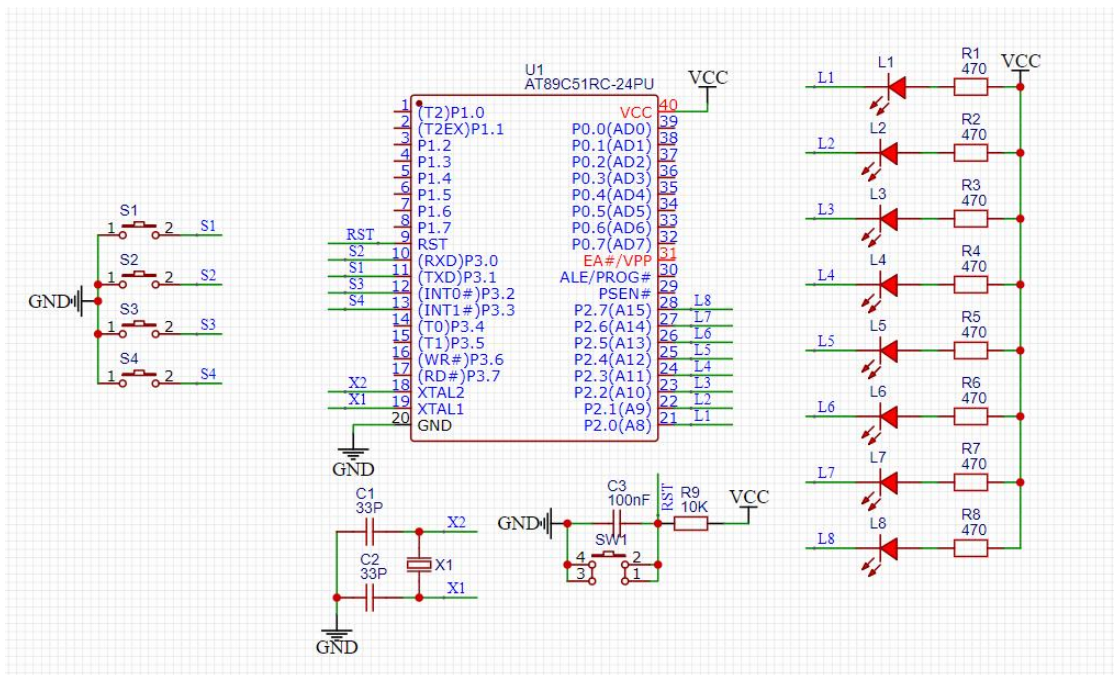 U1
AT89C51RC-24PU
VCC
1 (T2)P1.0
2 (T2EX)P1.1
3 P1.2
4 P1.3
5 P1.4
6 P1.5
7 P1.6
8 P1.7
RST 9 RST
S2 10 (RXD)P3.0
S1 11 (TXD)P3.1
S3 12 (INT0#)P3.2
S4 13 (INT1#)P3.3
14 (T0)P3.4
15 (T1)P3.5
16 (WR#)P3.6
17 (RD#)P3.7
X2 18 XTAL2
X1 19 XTAL1
20 GND
GND
VCC 40
P0.0(AD0) 39
P0.1(AD1) 38
P0.2(AD2) 37
P0.3(AD3) 36
P0.4(AD4) 35
P0.5(AD5) 34
P0.6(AD6) 33
P0.7(AD7) 32
EA#/VPP 31
ALE/PROG# 30
PSEN# 29
P2.7(A15) 28 L8
P2.6(A14) 27 L7
P2.5(A13) 26 L6
P2.4(A12) 25 L5
P2.3(A11) 24 L4
P2.2(A10) 23 L3
P2.1(A9) 22 L2
P2.0(A8) 21 L1
S1
1 2 S1
S2
1 2 S2
GND
S3
1 2 S3
S4
1 2 S4
VCC
L1 L1 R1
470
L2 L2 R2
470
L3 L3 R3
470
L4 L4 R4
470
L5 L5 R5
470
L6 L6 R6
470
L7 L7 R7
470
L8 L8 R8
470
C1
33P
X2
C2
33P
X1
X1
GND
C3
100nF
RST
R9
10K
VCC
GND
SW1
4 2
3 1